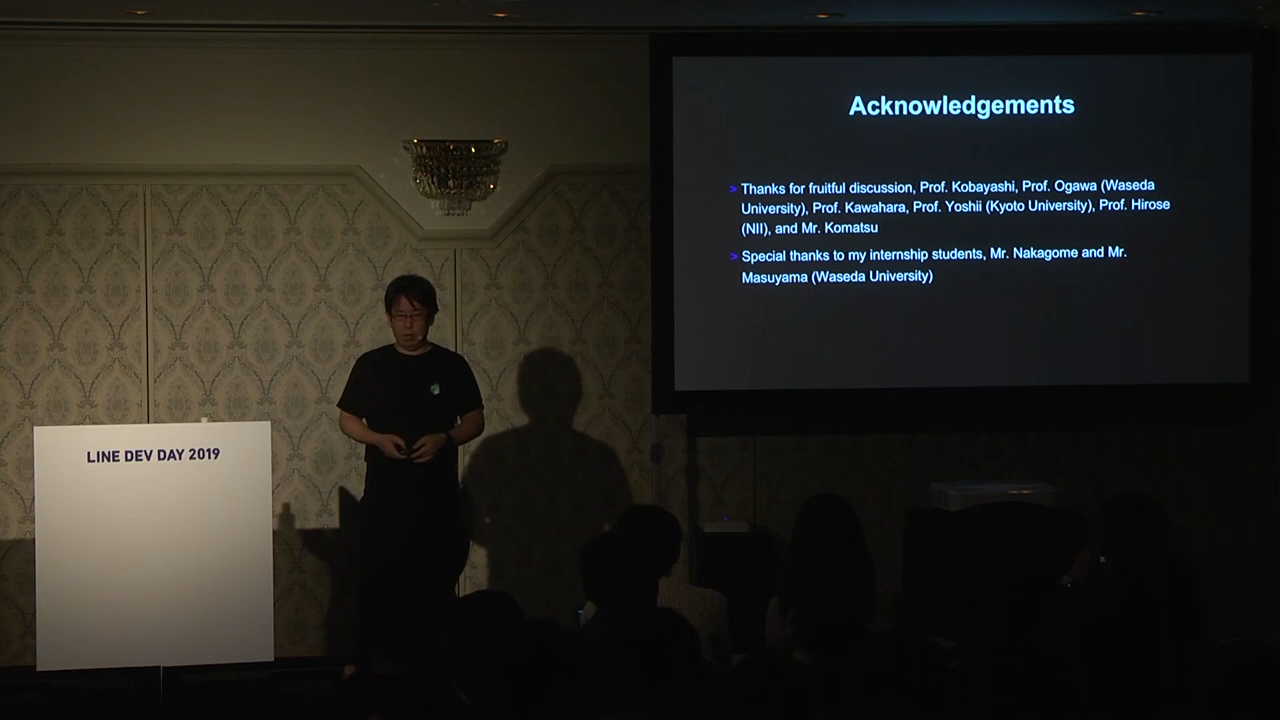 Acknowledgements
> Thanks for fruitful discussion, Prof. Kobayashi, Prof. Ogawa (Waseda
University), Prof. Kawahara, Prof. Yoshii (Kyoto University), Prof. Hirose
(NII), and Mr. Komatsu
> Special thanks to my internship students, Mr. Nakagome and Mr.
Masuyama (Waseda University)
LINE DEV DAY 2019